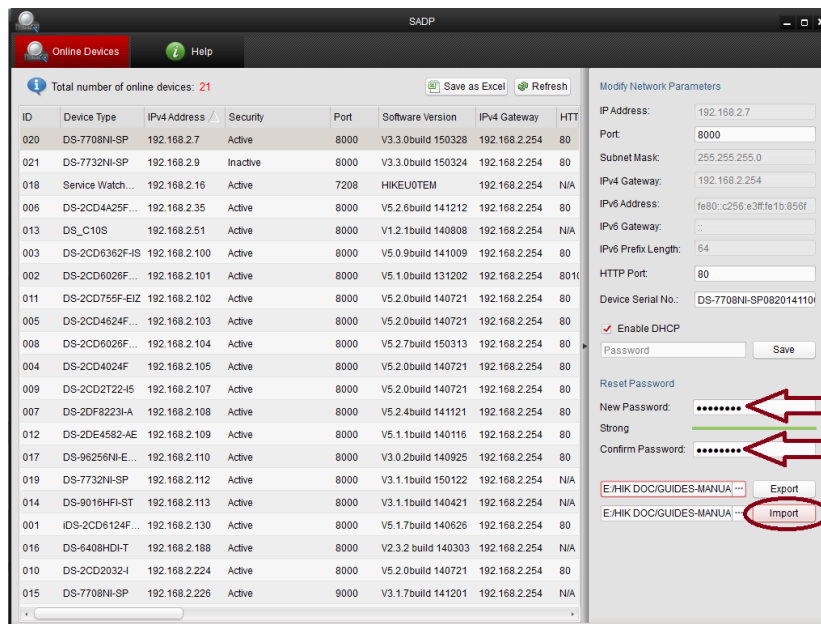 SADP
Online Devices Help
Total number of online devices: 21 Save as Excel Refresh
ID Device Type IPv4 Address Security Port Software Version IPv4 Gateway HTT
020 DS-7708NI-SP 192.168.2.7 Active 8000 V3.3.0build 150328 192.168.2.254 80
021 DS-7732NI-SP 192.168.2.9 Inactive 8000 V3.3.0build 150324 192.168.2.254 80
018 Service Watch... 192.168.2.16 Active 7208 HIKEU0TEM 192.168.2.254 N/A
006 DS-2CD4A25F... 192.168.2.35 Active 8000 V5.2.6build 141212 192.168.2.254 80
013 DS_C10S 192.168.2.51 Active 8000 V1.2.1build 140808 192.168.2.254 N/A
003 DS-2CD6362F-IS 192.168.2.100 Active 8000 V5.0.9build 141009 192.168.2.254 80
002 DS-2CD6026F... 192.168.2.101 Active 8000 V5.1.0build 131202 192.168.2.254 801(
011 DS-2CD755F-EIZ 192.168.2.102 Active 8000 V5.2.0build 140721 192.168.2.254 80
005 DS-2CD4624F... 192.168.2.103 Active 8000 V5.2.0build 140721 192.168.2.254 80
008 DS-2CD6026F... 192.168.2.104 Active 8000 V5.2.7build 150313 192.168.2.254 80
004 DS-2CD4024F 192.168.2.105 Active 8000 V5.2.0build 140721 192.168.2.254 80
009 DS-2CD2T22-I5 192.168.2.107 Active 8000 V5.2.0build 140721 192.168.2.254 80
007 DS-2DF8223I-A 192.168.2.108 Active 8000 V5.2.4build 141121 192.168.2.254 80
012 DS-2DE4582-AE 192.168.2.109 Active 8000 V5.1.1build 140116 192.168.2.254 80
017 DS-96256NI-E... 192.168.2.110 Active 8000 V3.0.2build 140925 192.168.2.254 80
019 DS-7732NI-SP 192.168.2.112 Active 8000 V3.1.1build 150122 192.168.2.254 N/A
014 DS-9016HFI-ST 192.168.2.113 Active 8000 V3.1.1build 140421 192.168.2.254 N/A
001 iDS-2CD6124F... 192.168.2.130 Active 8000 V5.1.7build 140626 192.168.2.254 80
016 DS-6408HDI-T 192.168.2.188 Active 8000 V2.3.2 build 140303 192.168.2.254 N/A
010 DS-2CD2032-I 192.168.2.224 Active 8000 V5.2.0build 140721 192.168.2.254 80
015 DS-7708NI-SP 192.168.2.226 Active 9000 V3.1.7build 141201 192.168.2.254 N/A
Modify Network Parameters
IP Address: 192.168.2.7
Port: 8000
Subnet Mask: 255.255.255.0
IPv4 Gateway: 192.168.2.254
IPv6 Address: fe80::c256:e3ff:fe1b:856f
IPv6 Gateway: ::
IPv6 Prefix Length: 64
HTTP Port: 80
Device Serial No.: DS-7708NI-SP082014110
Enable DHCP
Password Save
Reset Password
New Password: ●●●●●●●●
Strong
Confirm Password: ●●●●●●●●
E:/HIK DOC/GUIDES-MANUA ... Export
E:/HIK DOC/GUIDES-MANUA ... Import